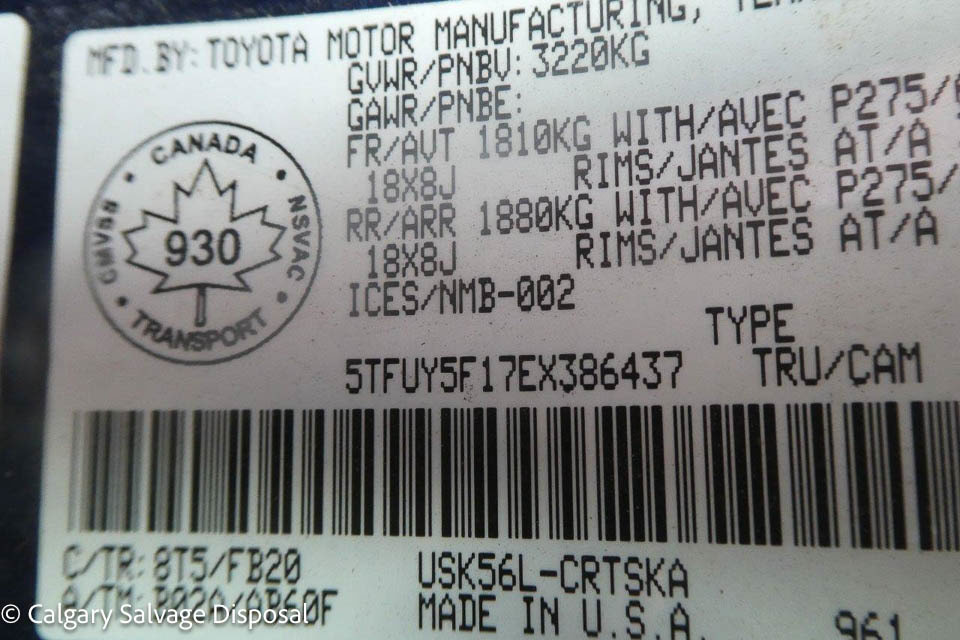 MFD. BY: TOYOTA MOTOR MANUFACTURING,
GVWR/PNBV: 3220KG
GAWR/PNBE:
FR/AVT 1810KG WITH/AVEC P275/
18X8J RIMS/JANTES AT/A
RR/ARR 1880KG WITH/AVEC P275/
18X8J RIMS/JANTES AT/A
ICES/NMB-002
CANADA
CMVSS
930
NSVAC
TRANSPORT
TYPE
5TFUY5F17EX386437 TRU/CAM
C/TR: 8T5/FB20 USK56L-CRTSKA
A/TM: MADE IN U.S.A. 961
© Calgary Salvage Disposal